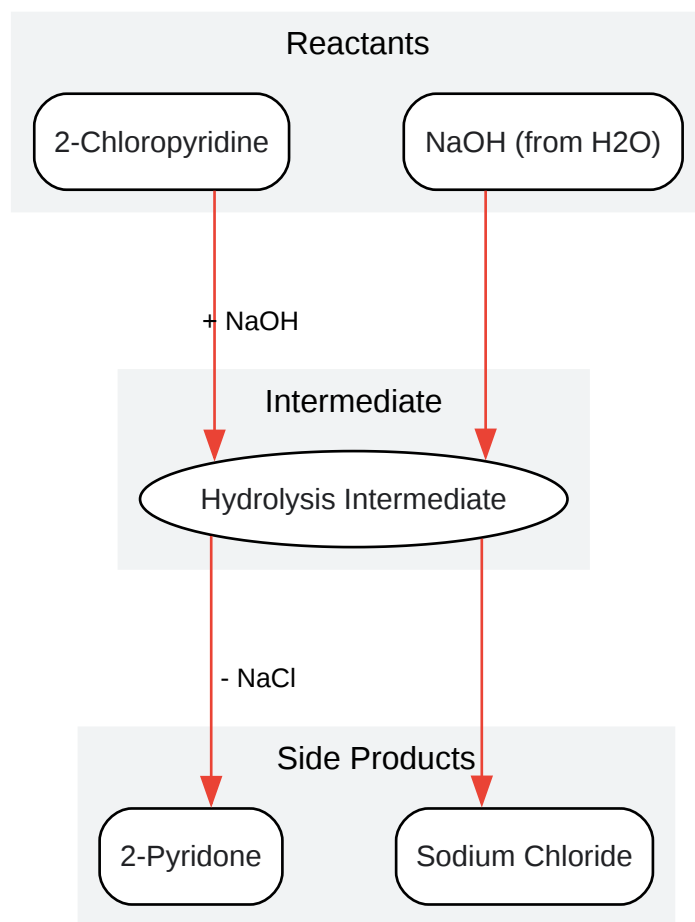 Reactants
2-Chloropyridine
NaOH (from H2O)
+ NaOH
Intermediate
Hydrolysis Intermediate
- NaCl
Side Products
2-Pyridone
Sodium Chloride